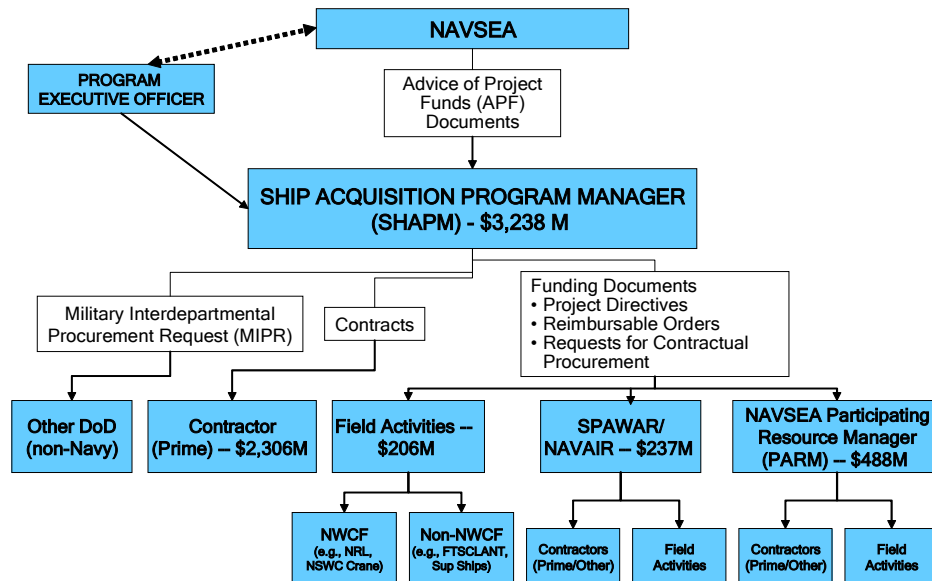 NAVSEA
PROGRAM
EXECUTIVE OFFICER
Advice of Project
Funds (APF)
Documents
SHIP ACQUISITION PROGRAM MANAGER
(SHAPM) - $3,238 M
Military Interdepartmental
Procurement Request (MIPR)
Contracts
Funding Documents
• Project Directives
• Reimbursable Orders
• Requests for Contractual
Procurement
Other DoD
(non-Navy)
Contractor
(Prime) – $2,306M
Field Activities --
$206M
SPAWAR/
NAVAIR – $237M
NAVSEA Participating
Resource Manager
(PARM) – $488M
NWCF
(e.g., NRL,
NSWC Crane)
Non-NWCF
(e.g., FTSCLANT,
Sup Ships)
Contractors
(Prime/Other)
Field
Activities
Contractors
(Prime/Other)
Field
Activities